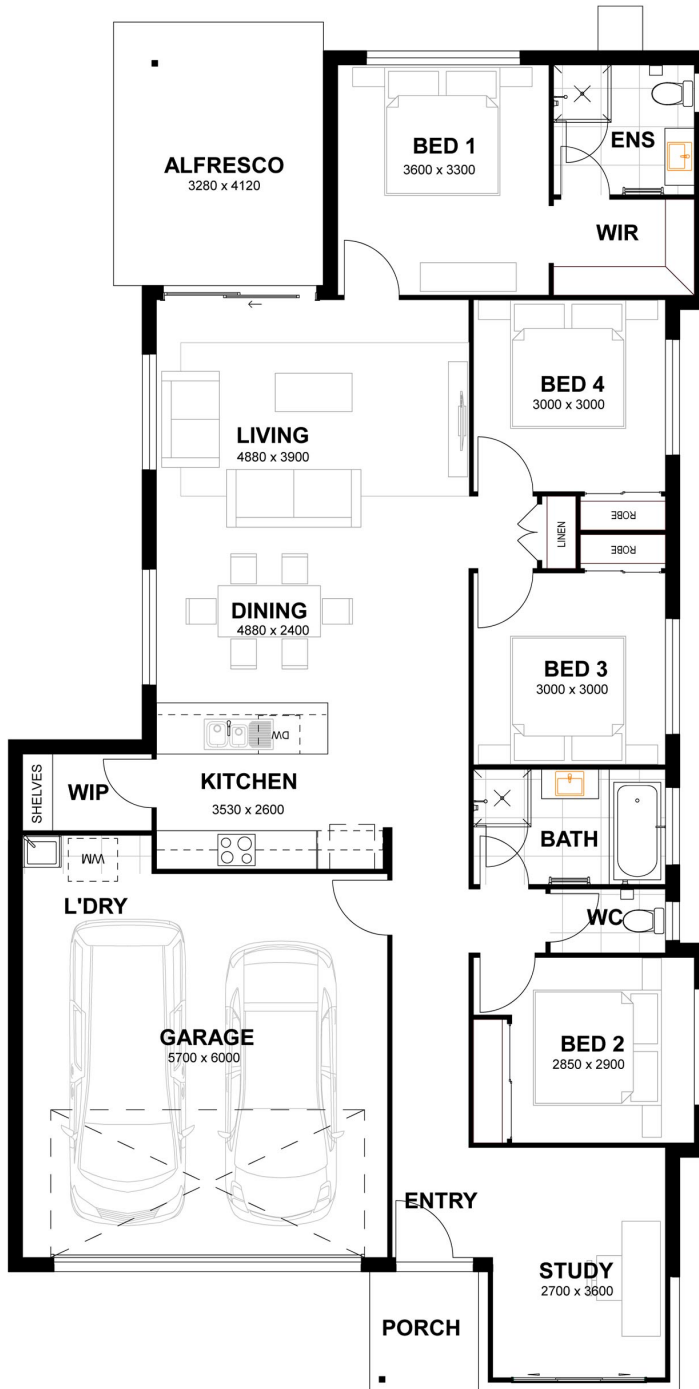 BED 1
3600 x 3300
ENS
ALFRESCO
3280 x 4120
WIR
BED 4
3000 x 3000
LIVING
4880 x 3900
ROBE
LINEN
ROBE
DINING
4880 x 2400
BED 3
3000 x 3000
DW
SHELVES
WIP
KITCHEN
3530 x 2600
BATH
WM
L'DRY
WC
GARAGE
5700 x 6000
BED 2
2850 x 2900
ENTRY
STUDY
2700 x 3600
PORCH